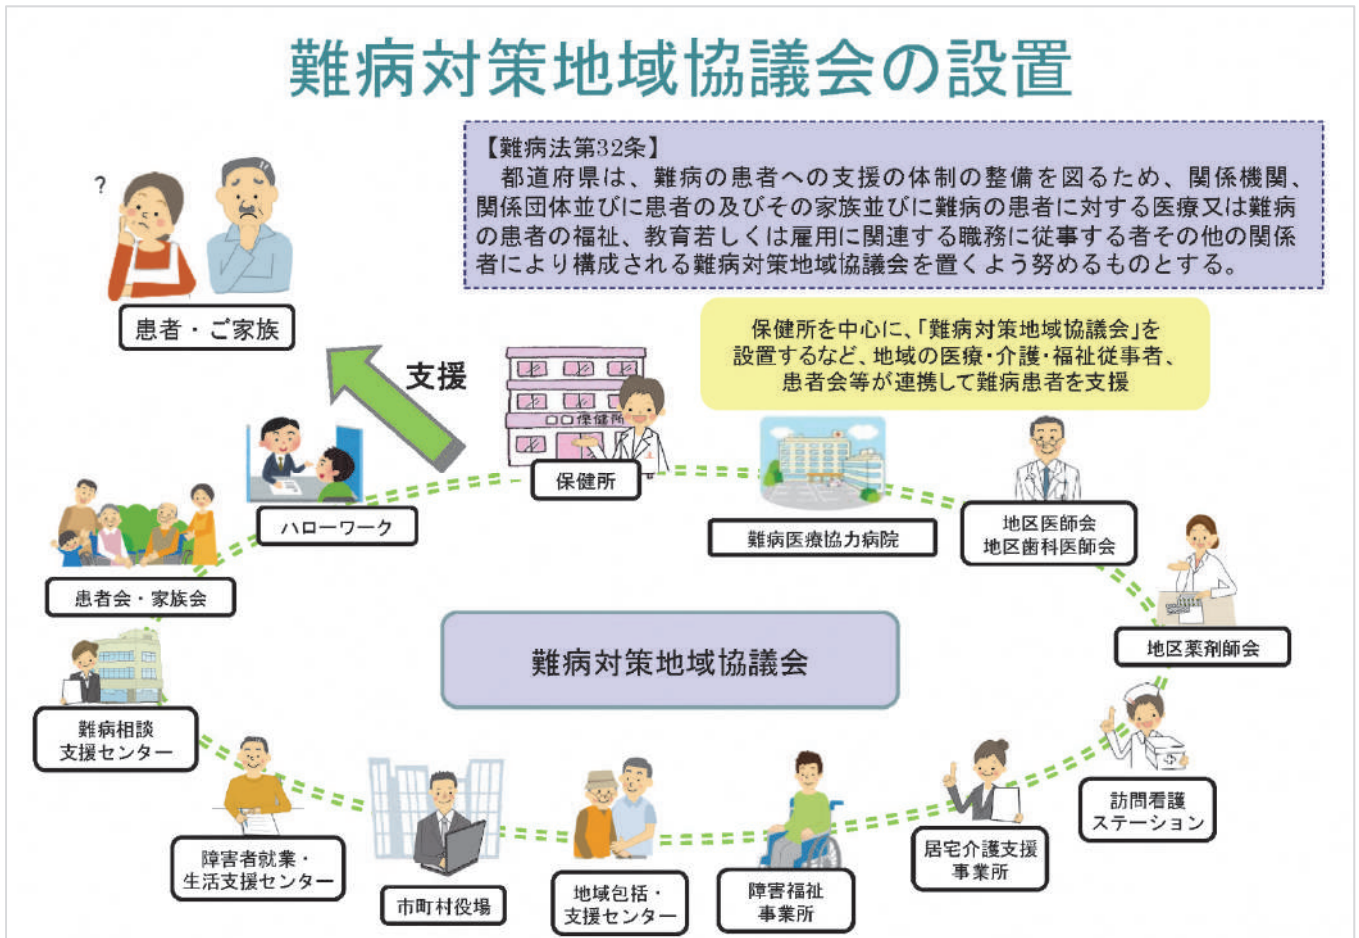 難病対策地域協議会の設置
【難病法第32条】
都道府県は、難病の患者への支援の体制の整備を図るため、関係機関、
関係団体並びに患者の及びその家族並びに難病の患者に対する医療又は難病
の患者の福祉、教育若しくは雇用に関連する職務に従事する者その他の関係
者により構成される難病対策地域協議会を置くよう努めるものとする。
?
患者・ご家族
保健所を中心に、「難病対策地域協議会」を
設置するなど、地域の医療・介護・福祉従事者、
患者会等が連携して難病患者を支援
支援
口口保健所
保健所
ハローワーク
難病医療協力病院
地区医師会
地区歯科医師会
患者会・家族会
地区薬剤師会
難病対策地域協議会
難病相談
支援センター
訪問看護
ステーション
障害者就業・
生活支援センター
市町村役場
地域包括・
支援センター
障害福祉
事業所
居宅介護支援
事業所